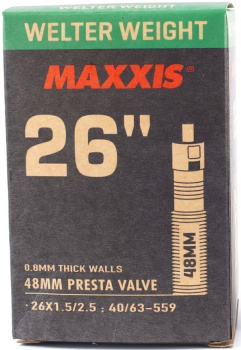 WELTER WEIGHT
MAXXIS
26"
48MM
0.8MM THICK WALLS
48MM PRESTA VALVE
·26X1.5/2.5 ; 40/63-559